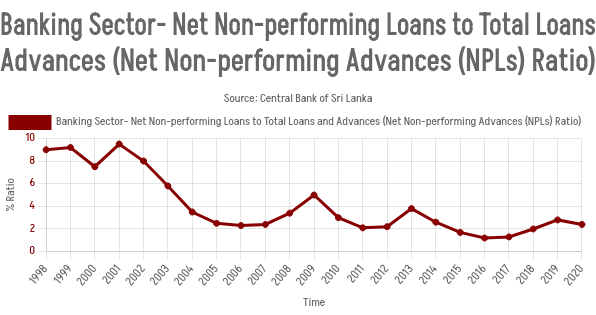 Banking Sector- Net Non-performing Loans to Total Loans
Advances (Net Non-performing Advances (NPLs) Ratio)
Source: Central Bank of Sri Lanka
Banking Sector- Net Non-performing Loans to Total Loans and Advances (Net Non-performing Advances (NPLs) Ratio)
10
8
6
4
2
0
% Ratio
1998 1999 2000 2001 2002 2003 2004 2005 2006 2007 2008 2009 2010 2011 2012 2013 2014 2015 2016 2017 2018 2019 2020
Time